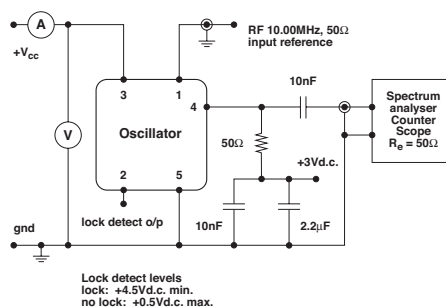 A
+Vcc
RF 10.00MHz, 50Ω
input reference
3
1
4
10nF
Oscillator
Spectrum
analyser
Counter
Scope
Re = 50Ω
V
50Ω
+3Vd.c.
2
5
lock detect o/p
10nF
2.2μF
gnd
Lock detect levels
lock: +4.5Vd.c. min.
no lock: +0.5Vd.c. max.